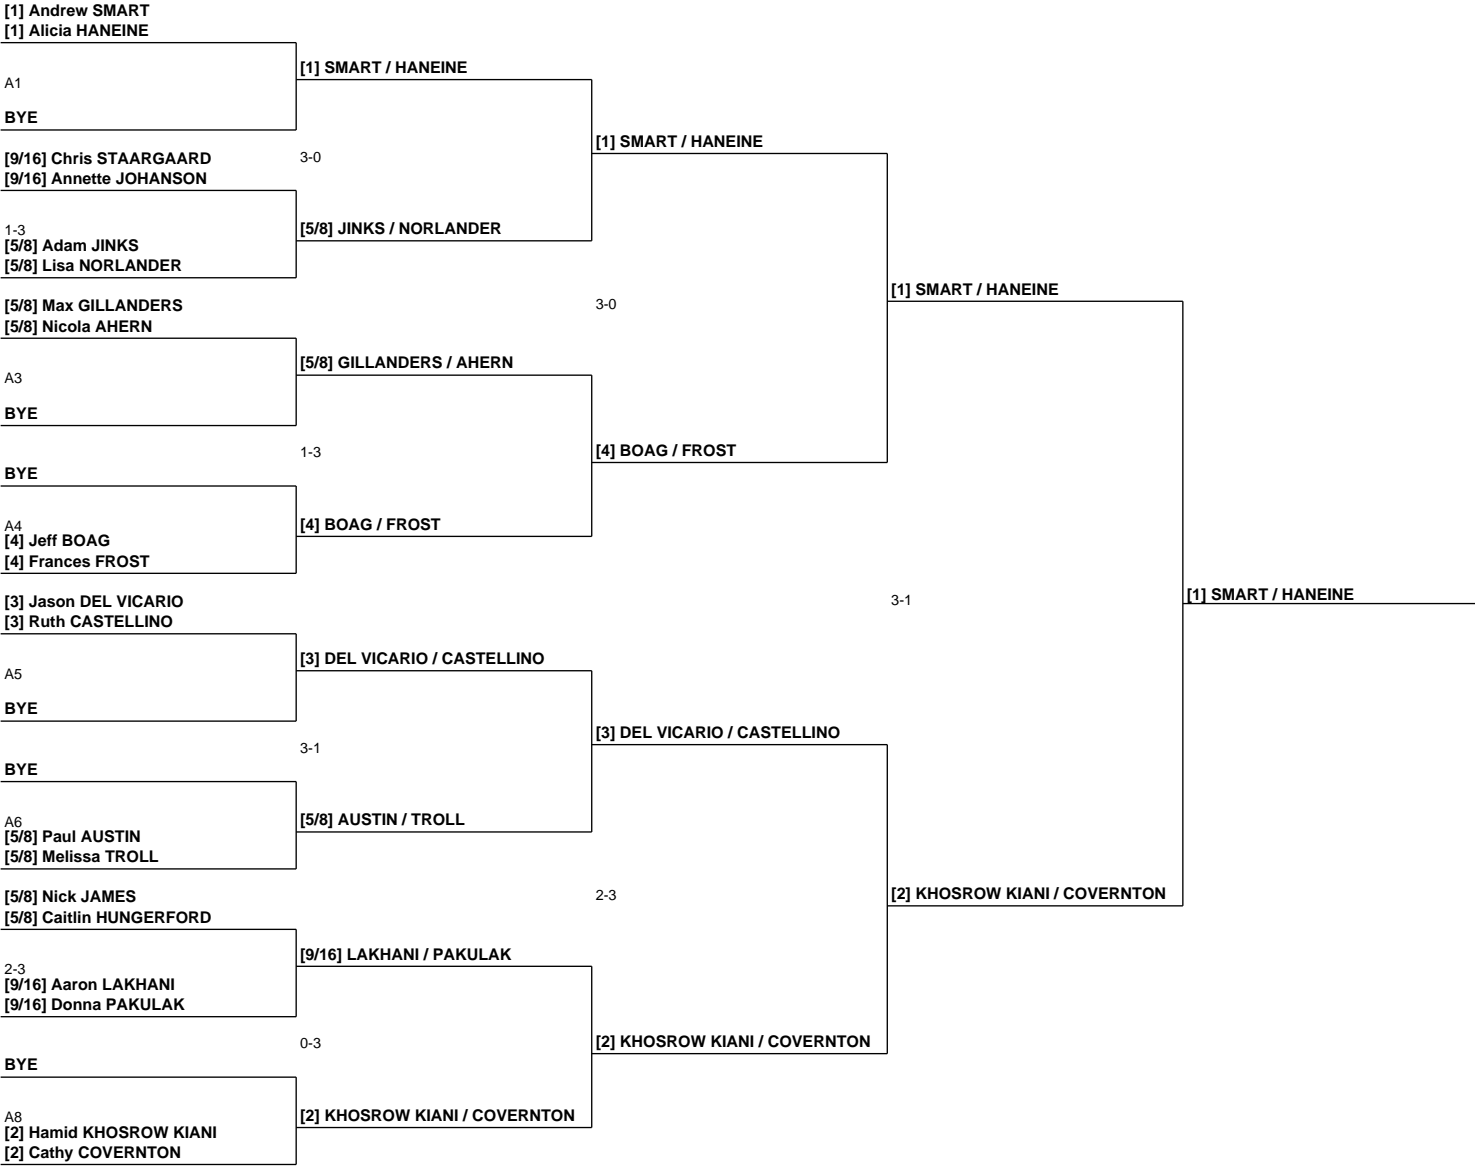 [1] Andrew SMART
[1] Alicia HANEINE
[1] SMART / HANEINE
A1
BYE
[1] SMART / HANEINE
[9/16] Chris STAARGAARD
3-0
[9/16] Annette JOHANSON
1-3
[5/8] JINKS / NORLANDER
[5/8] Adam JINKS
[5/8] Lisa NORLANDER
[1] SMART / HANEINE
[5/8] Max GILLANDERS
3-0
[5/8] Nicola AHERN
[5/8] GILLANDERS / AHERN
A3
BYE
1-3
[4] BOAG / FROST
BYE
A4
[4] BOAG / FROST
[4] Jeff BOAG
[4] Frances FROST
[3] Jason DEL VICARIO
3-1
[1] SMART / HANEINE
[3] Ruth CASTELLINO
[3] DEL VICARIO / CASTELLINO
A5
BYE
[3] DEL VICARIO / CASTELLINO
3-1
BYE
A6
[5/8] AUSTIN / TROLL
[5/8] Paul AUSTIN
[5/8] Melissa TROLL
[5/8] Nick JAMES
2-3
[2] KHOSROW KIANI / COVERNTON
[5/8] Caitlin HUNGERFORD
[9/16] LAKHANI / PAKULAK
2-3
[9/16] Aaron LAKHANI
[9/16] Donna PAKULAK
0-3
[2] KHOSROW KIANI / COVERNTON
BYE
A8
[2] KHOSROW KIANI / COVERNTON
[2] Hamid KHOSROW KIANI
[2] Cathy COVERNTON